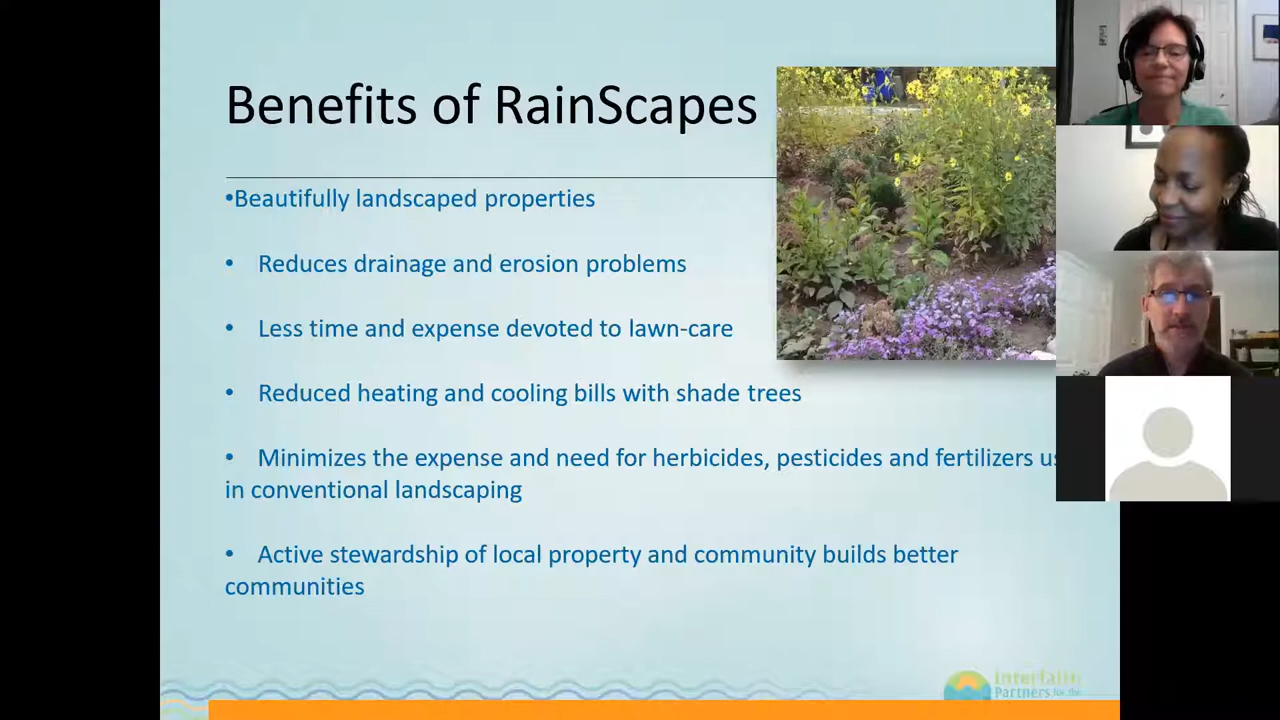 Benefits of RainScapes
•Beautifully landscaped properties
• Reduces drainage and erosion problems
• Less time and expense devoted to lawn-care
• Reduced heating and cooling bills with shade trees
• Minimizes the expense and need for herbicides, pesticides and fertilizers us
in conventional landscaping
• Active stewardship of local property and community builds better
communities
Interfaith
Partners for the